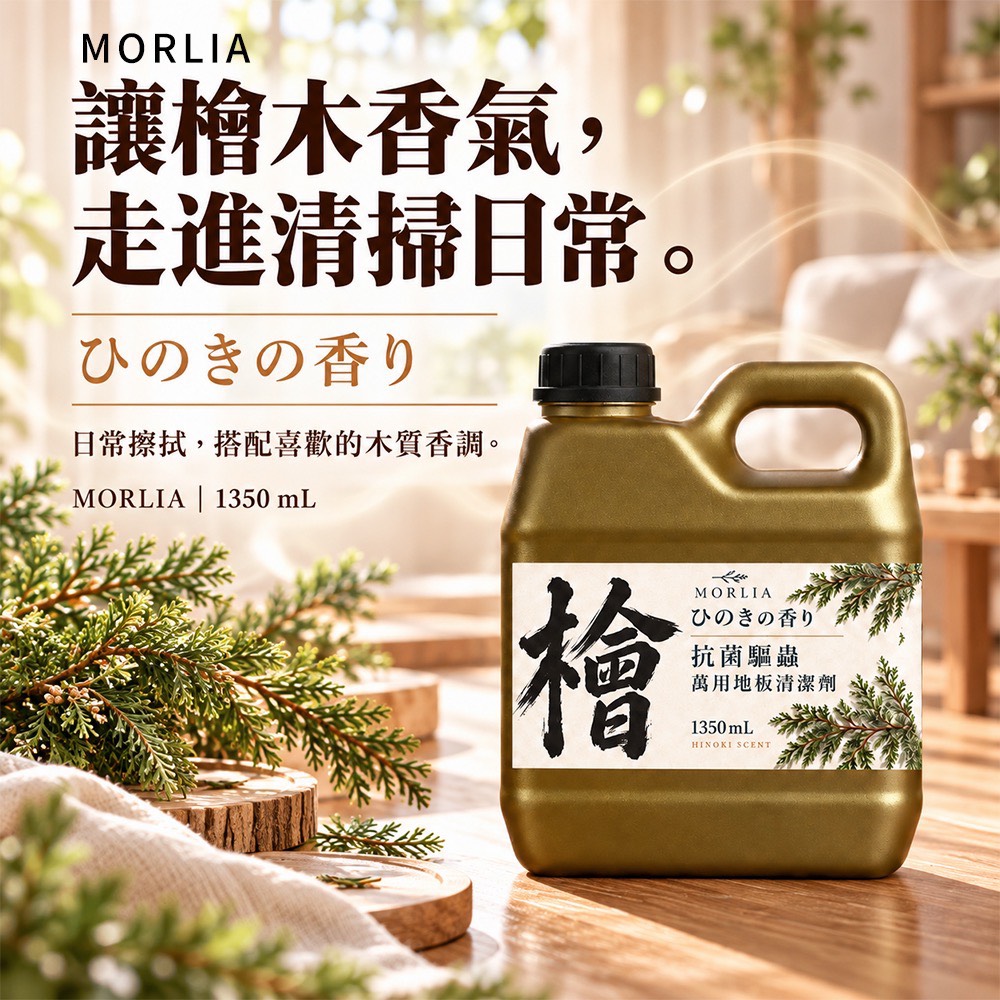 MORLIA
讓檜木香氣，
走進清掃日常。
ひのきの香り
日常擦拭，搭配喜歡的木質香調。
MORLIA | 1350 mL
檜
MORLIA
ひのきの香り
抗菌驅蟲
萬用地板清潔劑
1350mL
HINOKI SCENT